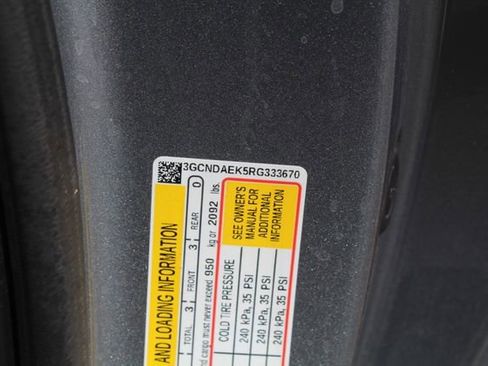 3GCNDAEK5RG333670
AND LOADING INFORMATION
TOTAL 3 FRONT 3 REAR 0
cargo must never exceed 950 kg or 2092 lbs.
COLD TIRE PRESSURE
240 kPa, 35 PSI
240 kPa, 35 PSI
240 kPa, 35 PSI
SEE OWNER'S
MANUAL FOR
ADDITIONAL
INFORMATION